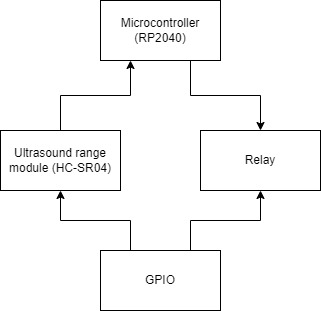 Microcontroller
(RP2040)
Ultrasound range
module (HC-SR04)
Relay
GPIO